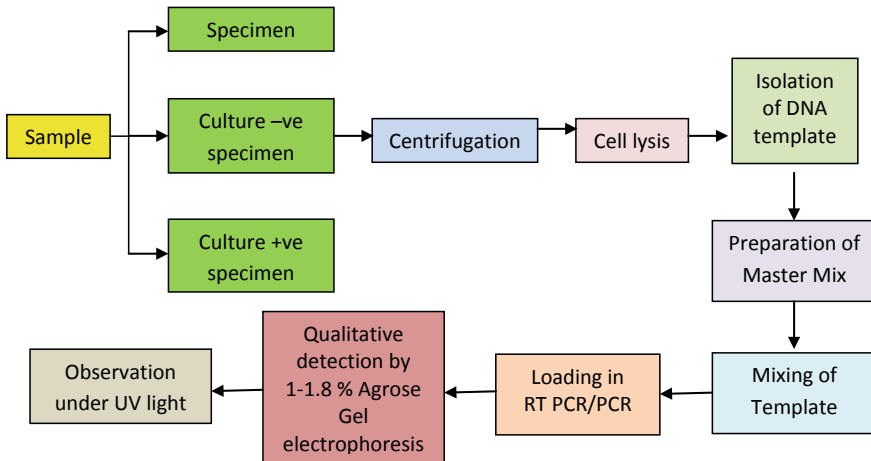 Specimen
Sample
Culture –ve
specimen
Culture +ve
specimen
Centrifugation
Cell lysis
Isolation
of DNA
template
Preparation of
Master Mix
Mixing of
Template
Loading in
RT PCR/PCR
Qualitative
detection by
1-1.8 % Agrose
Gel
electrophoresis
Observation
under UV light